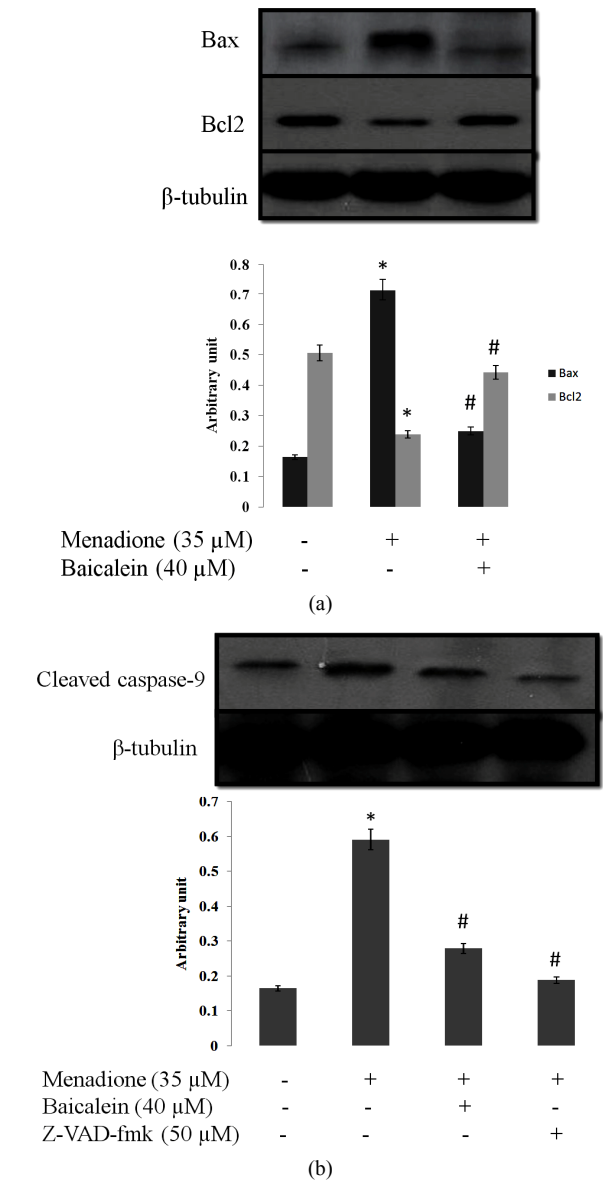 Bax
Bcl2
β-tubulin
0.8
0.7
0.6
0.5
0.4
0.3
0.2
0.1
0
Arbitrary unit
*
*
#
#
Bax
Bcl2
Menadione (35 µM) - + +
Baicalein (40 µM) - - +
(a)
Cleaved caspase-9
β-tubulin
0.7
0.6
0.5
0.4
0.3
0.2
0.1
0
Arbitrary unit
*
#
#
Menadione (35 µM) - + + +
Baicalein (40 µM) - - + -
Z-VAD-fmk (50 µM) - - - +
(b)